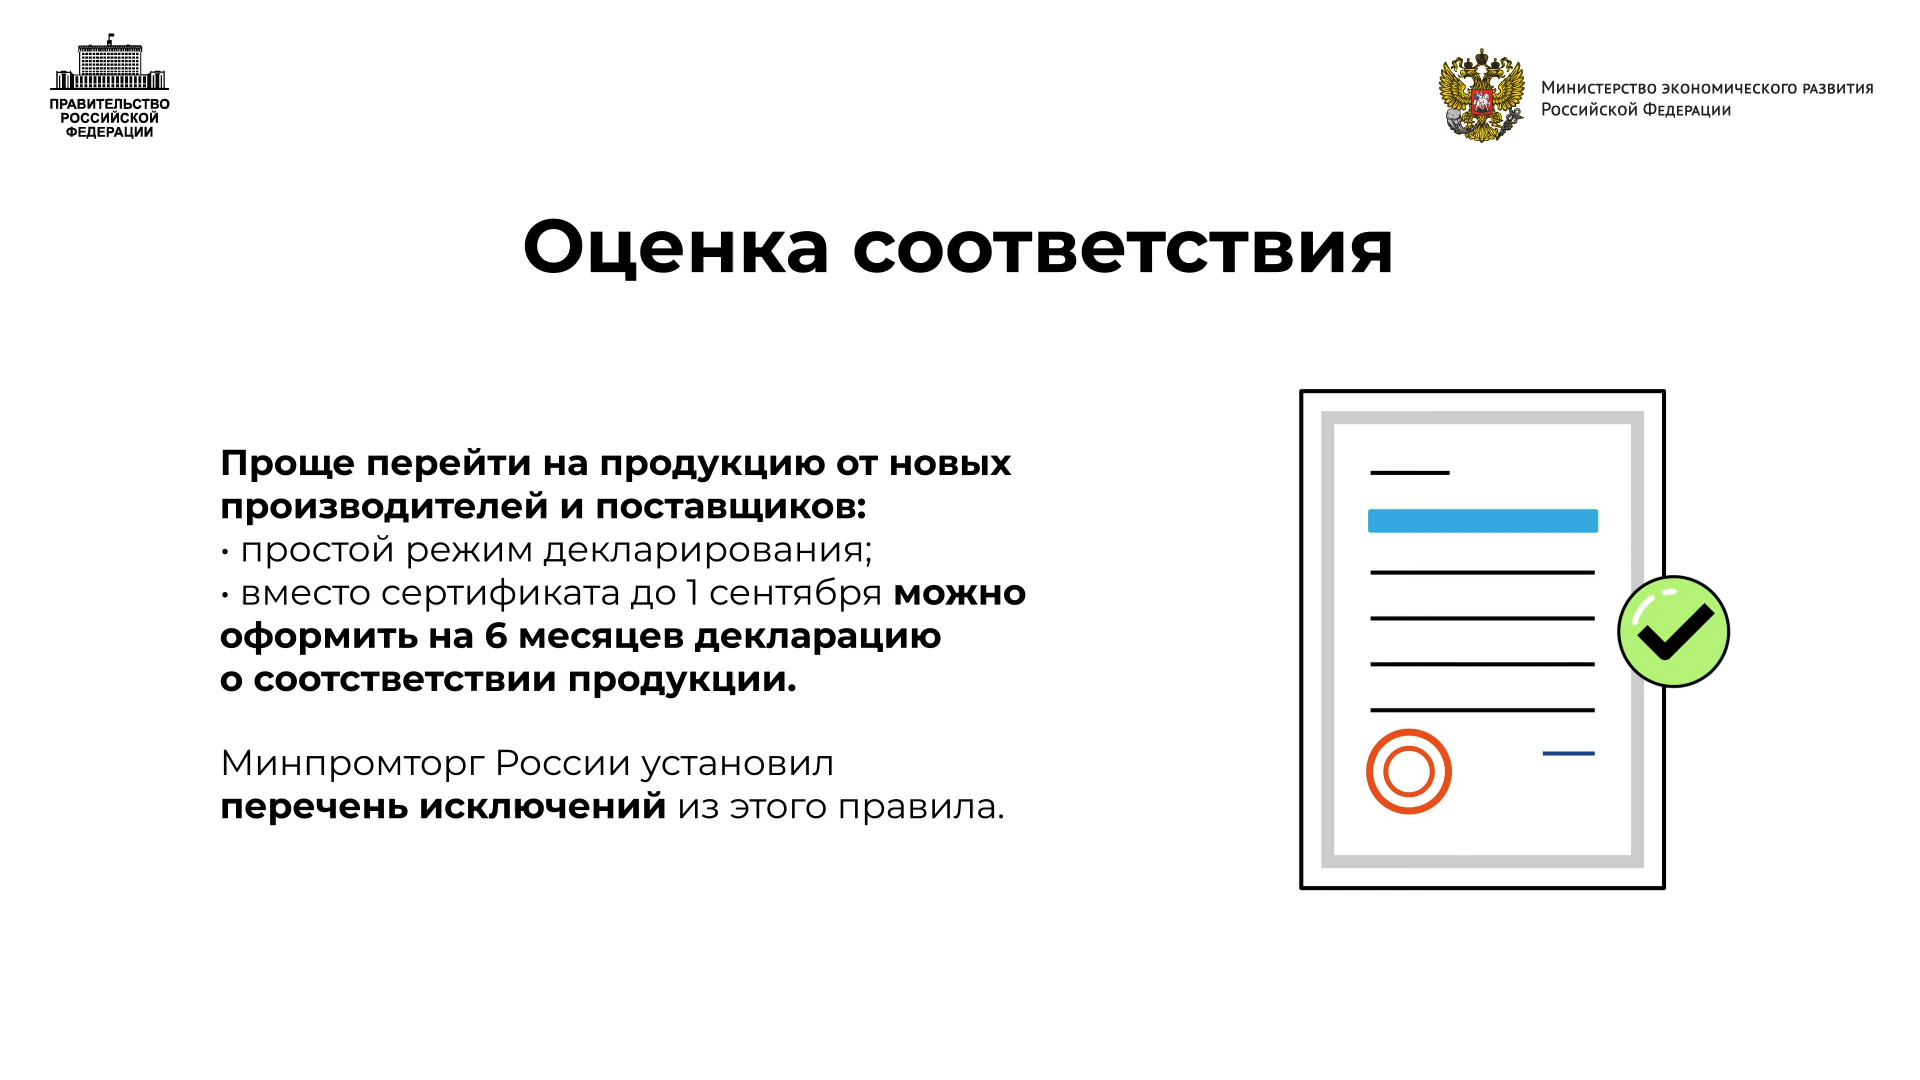 ПРАВИТЕЛЬСТВО
РОССИЙСКОЙ
ФЕДЕРАЦИИ
Министерство экономического развития
Российской Федерации
Оценка соответствия
Проще перейти на продукцию от новых
производителей и поставщиков:
• простой режим декларирования;
• вместо сертификата до 1 сентября можно
оформить на 6 месяцев декларацию
о соотстветствии продукции.
Минпромторг России установил
перечень исключений из этого правила.